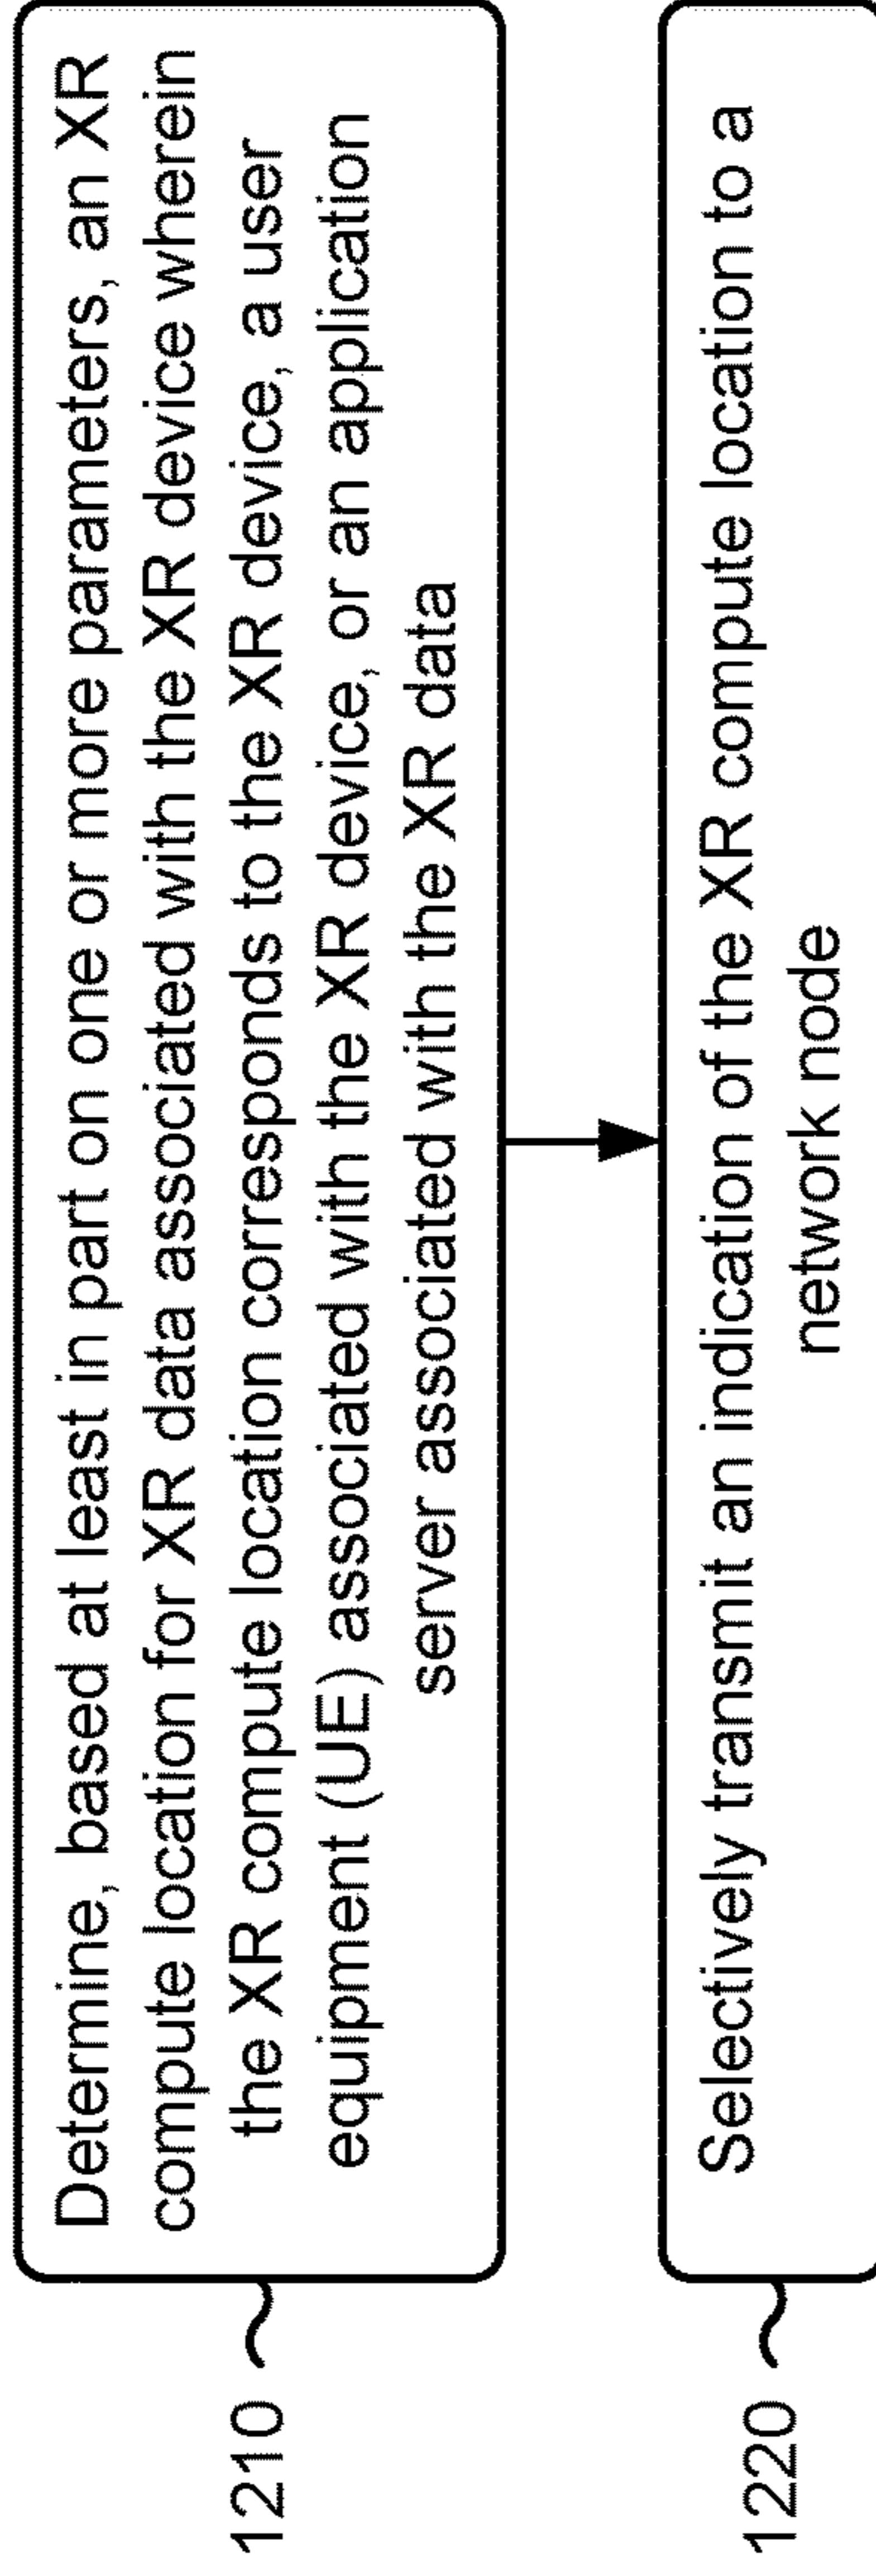 1210
Determine, based at least in part on one or more parameters, an XR
compute location for XR data associated with the XR device wherein
the XR compute location corresponds to the XR device, a user
equipment (UE) associated with the XR device, or an application
server associated with the XR data
1220
Selectively transmit an indication of the XR compute location to a
network node